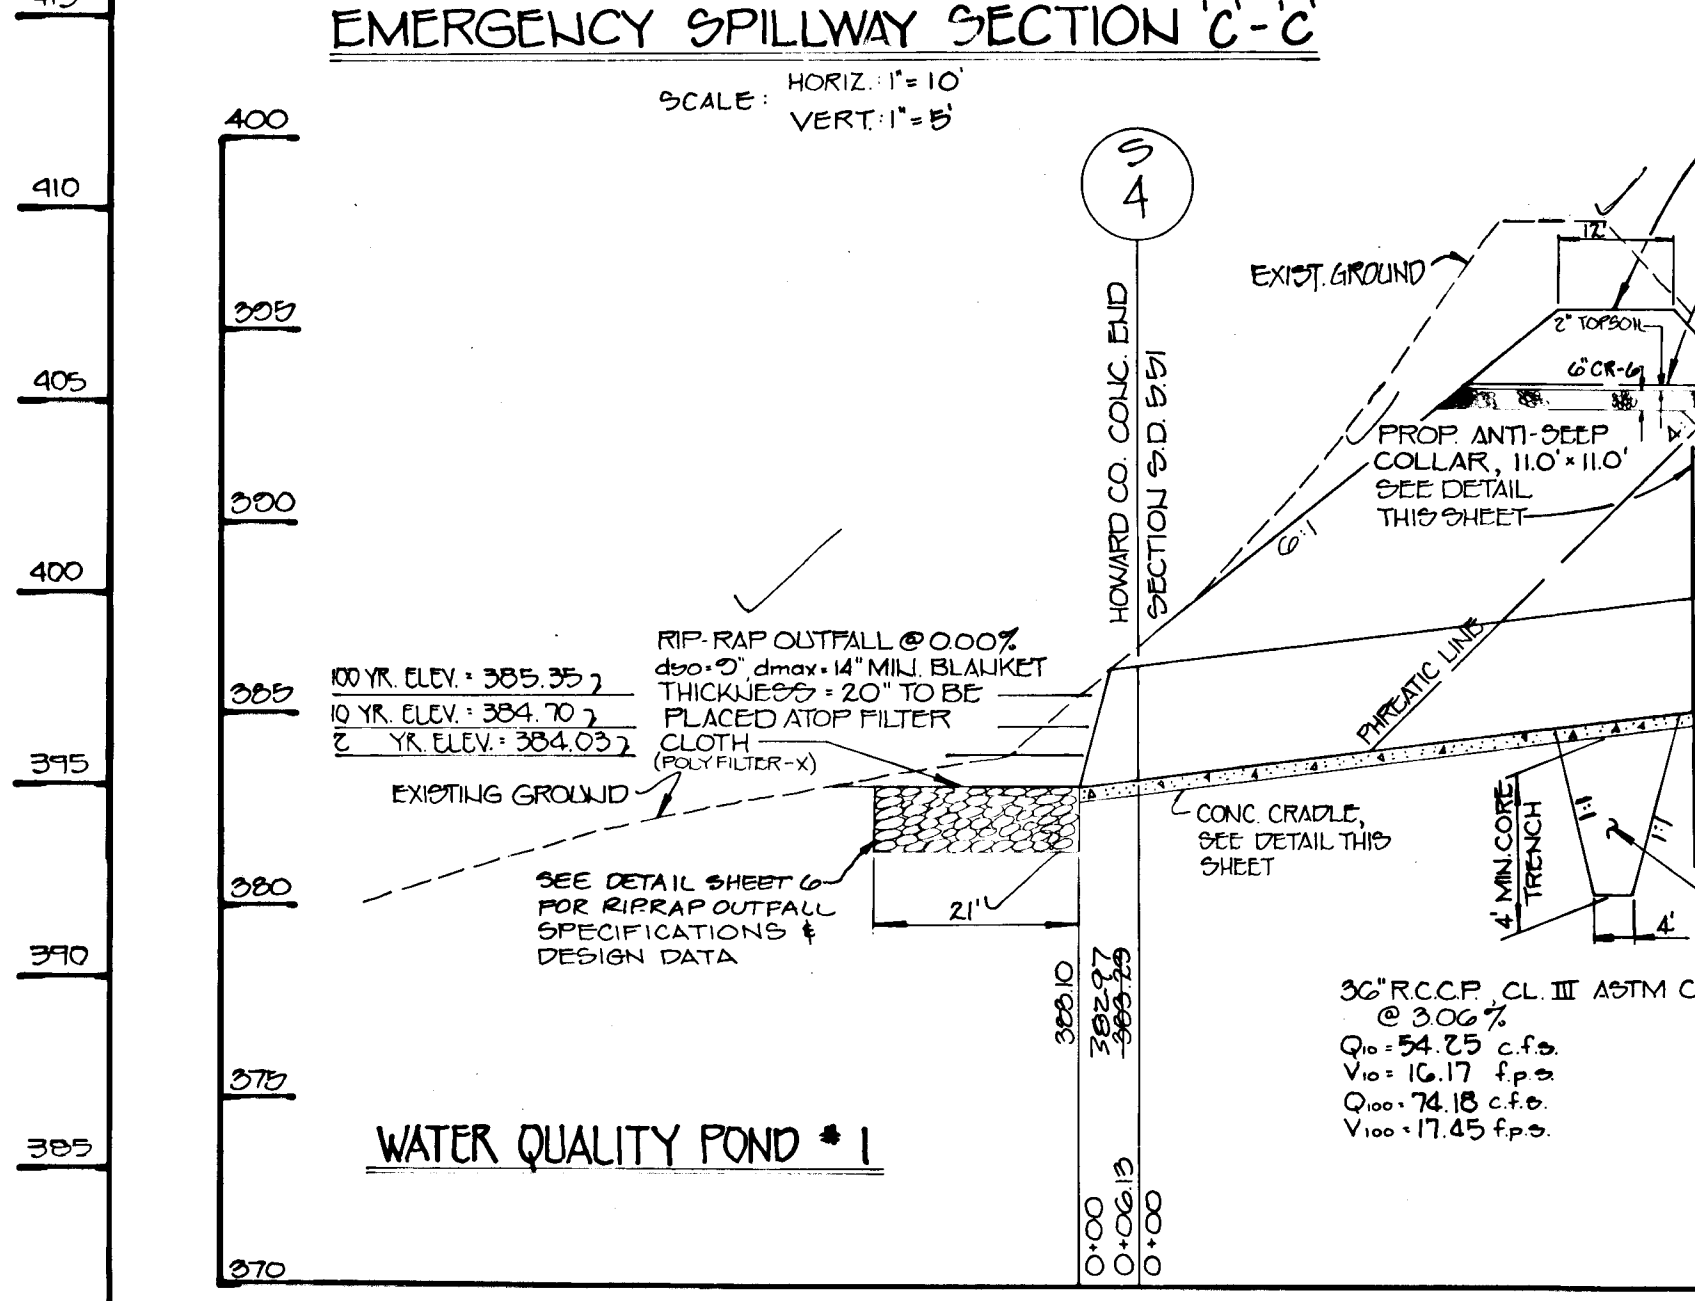 EMERGENCY SPILLWAY SECTION 'C'-'C'
SCALE:
HORIZ.: 1"= 10'
VERT.: 1"= 5'
410
405
400
395
390
385
400
395
390
385
380
375
370
5
4
HOWARD CO. CONC. END
SECTION S.D. 5.51
EXIST. GROUND
12'
2" TOPSOIL
6" CR-6
PROP. ANTI-SEEP
COLLAR, 11.0' × 11.0'
SEE DETAIL
THIS SHEET
6:1
PHREATIC LINE
RIP-RAP OUTFALL @ 0.00%
d50=9", dmax=14" MIN. BLANKET
THICKNESS = 20" TO BE
PLACED ATOP FILTER
CLOTH
(POLYFILTER-X)
100 YR. ELEV. = 385.35
10 YR. ELEV. = 384.70
2 YR. ELEV. = 384.03
EXISTING GROUND
SEE DETAIL SHEET 6
FOR RIPRAP OUTFALL
SPECIFICATIONS &
DESIGN DATA
21'
CONC. CRADLE,
SEE DETAIL THIS
SHEET
4' MIN. CORE
TRENCH
1:1
1:1
4'
383.10
382.97
383.29
36" R.C.C.P., CL. III ASTM C
@ 3.06%
Q10 = 54.25 c.f.s.
V10 = 16.17 f.p.s.
Q100 = 74.18 c.f.s.
V100 = 17.45 f.p.s.
WATER QUALITY POND # 1
0+00
0+06.13
0+00